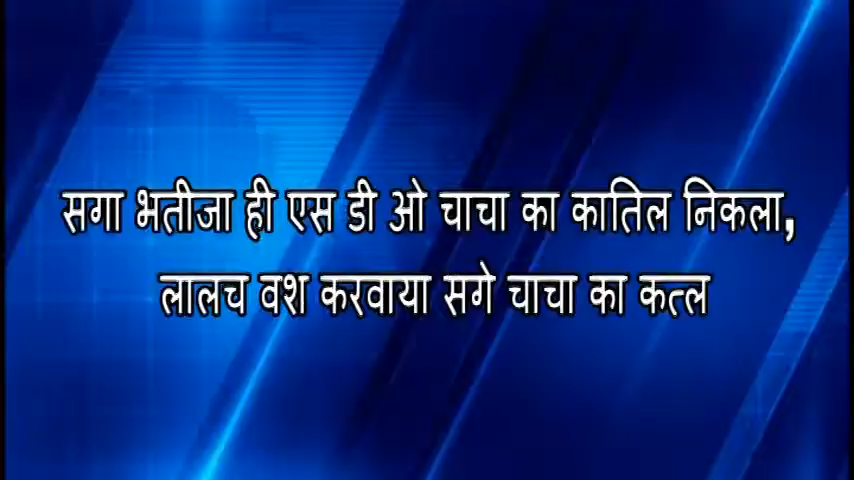 सगा भतीजा ही एस डी ओ चाचा का कातिल निकला,
लालच वश करवाया सगे चाचा का कत्ल